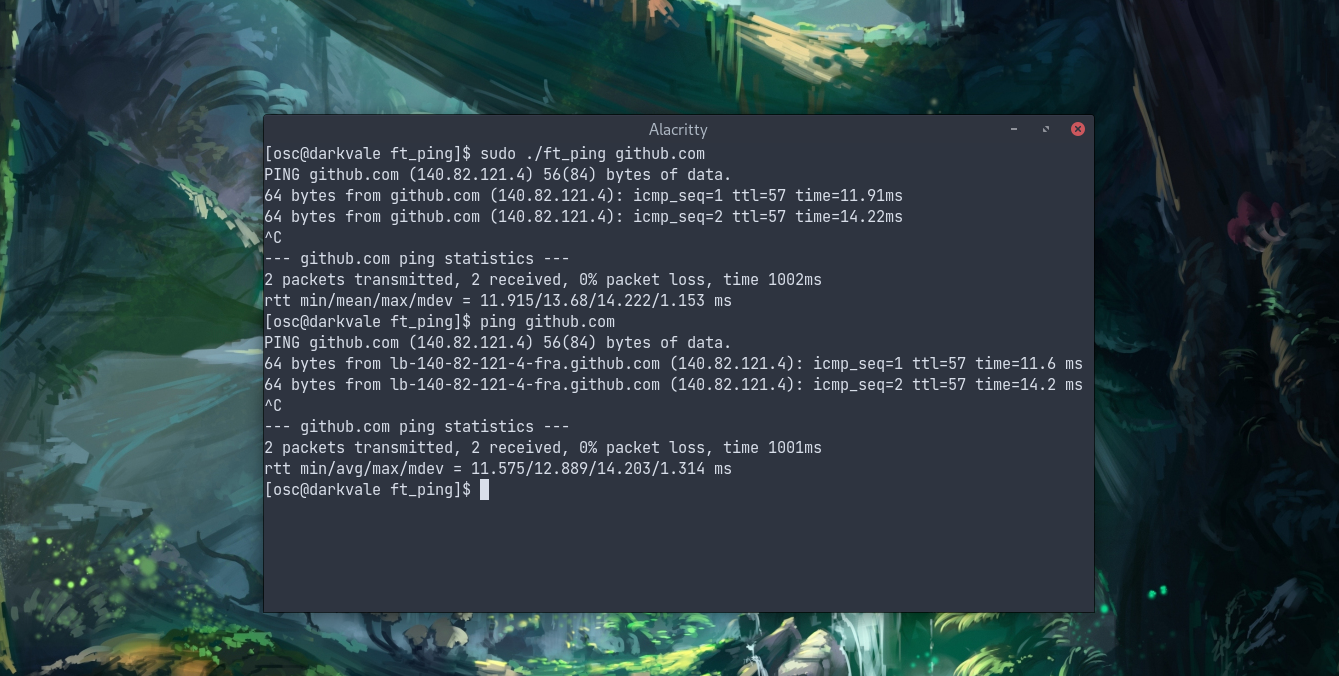 Alacritty
[osc@darkvale ft_ping]$ sudo ./ft_ping github.com
PING github.com (140.82.121.4) 56(84) bytes of data.
64 bytes from github.com (140.82.121.4): icmp_seq=1 ttl=57 time=11.91ms
64 bytes from github.com (140.82.121.4): icmp_seq=2 ttl=57 time=14.22ms
^C
--- github.com ping statistics ---
2 packets transmitted, 2 received, 0% packet loss, time 1002ms
rtt min/mean/max/mdev = 11.915/13.68/14.222/1.153 ms
[osc@darkvale ft_ping]$ ping github.com
PING github.com (140.82.121.4) 56(84) bytes of data.
64 bytes from lb-140-82-121-4-fra.github.com (140.82.121.4): icmp_seq=1 ttl=57 time=11.6 ms
64 bytes from lb-140-82-121-4-fra.github.com (140.82.121.4): icmp_seq=2 ttl=57 time=14.2 ms
^C
--- github.com ping statistics ---
2 packets transmitted, 2 received, 0% packet loss, time 1001ms
rtt min/avg/max/mdev = 11.575/12.889/14.203/1.314 ms
[osc@darkvale ft_ping]$